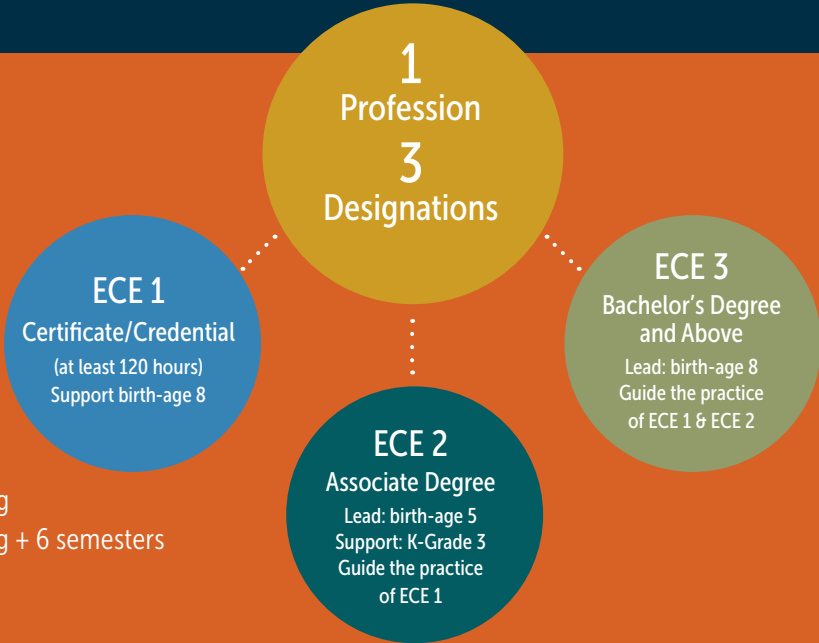 1
Profession
3
Designations
ECE 1
Certificate/Credential
(at least 120 hours)
Support birth-age 8
ECE 3
Bachelor’s Degree
and Above
Lead: birth-age 8
Guide the practice
of ECE 1 & ECE 2
ECE 2
Associate Degree
Lead: birth-age 5
Support: K-Grade 3
Guide the practice
of ECE 1
+ 6 semesters